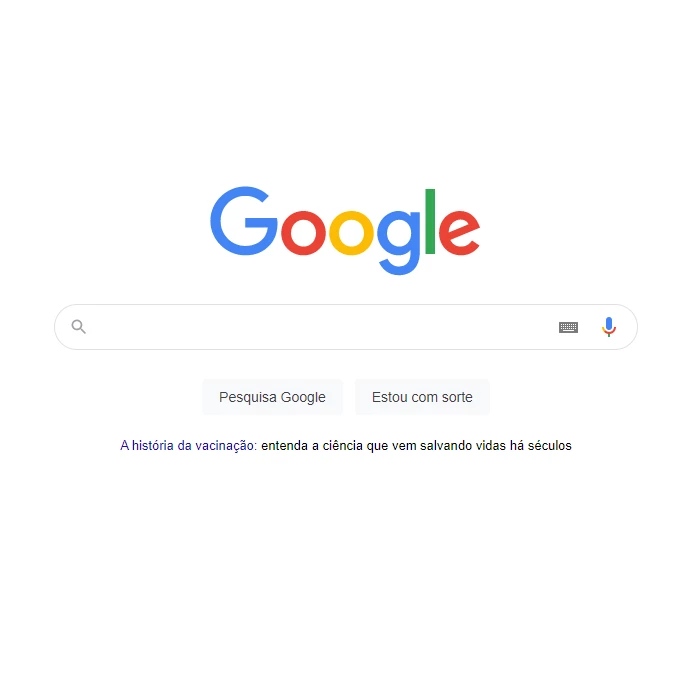 Google
Pesquisa Google
Estou com sorte
A história da vacinação: entenda a ciência que vem salvando vidas há séculos